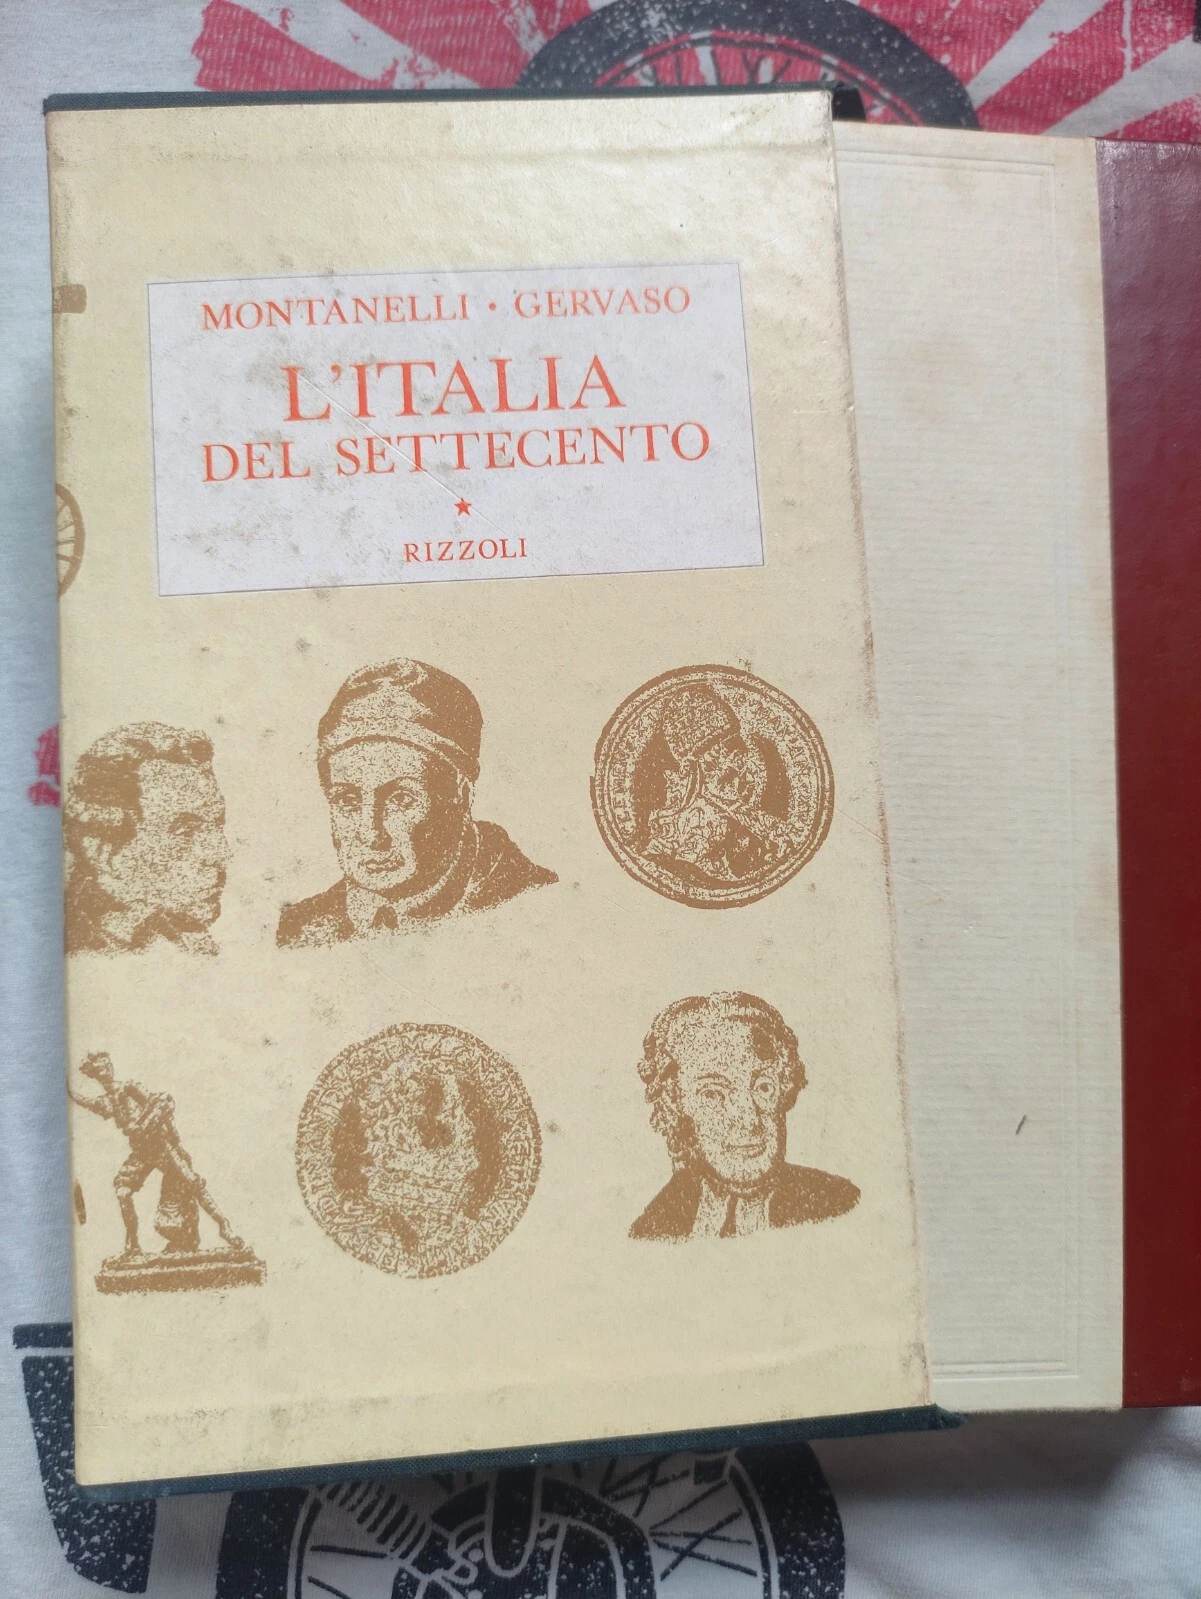 MONTANELLI • GERVASO
L'ITALIA
DEL SETTECENTO
RIZZOLI